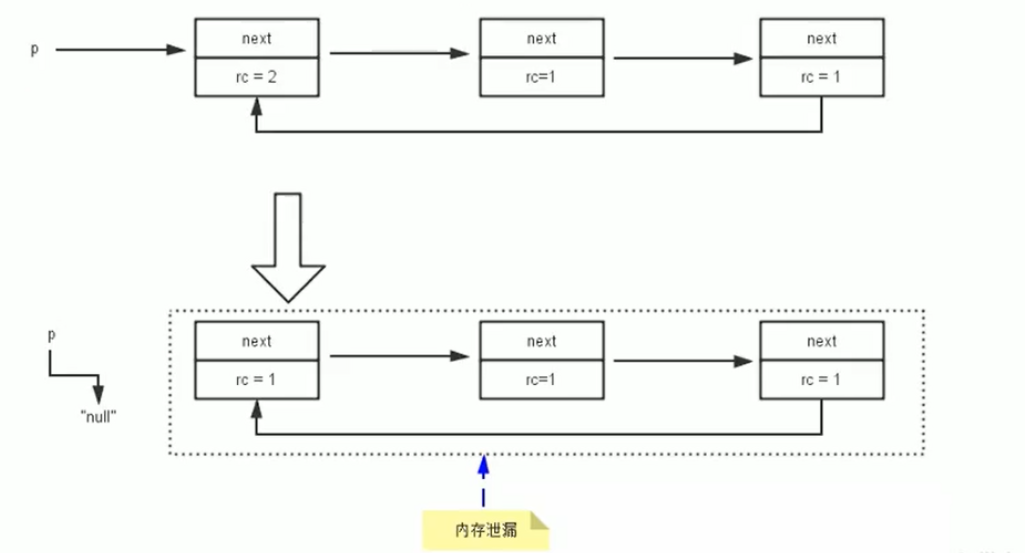 next
next
next
p
rc = 2
rc=1
rc = 1
p
next
next
next
rc = 1
rc=1
rc = 1
"null"
内存泄漏